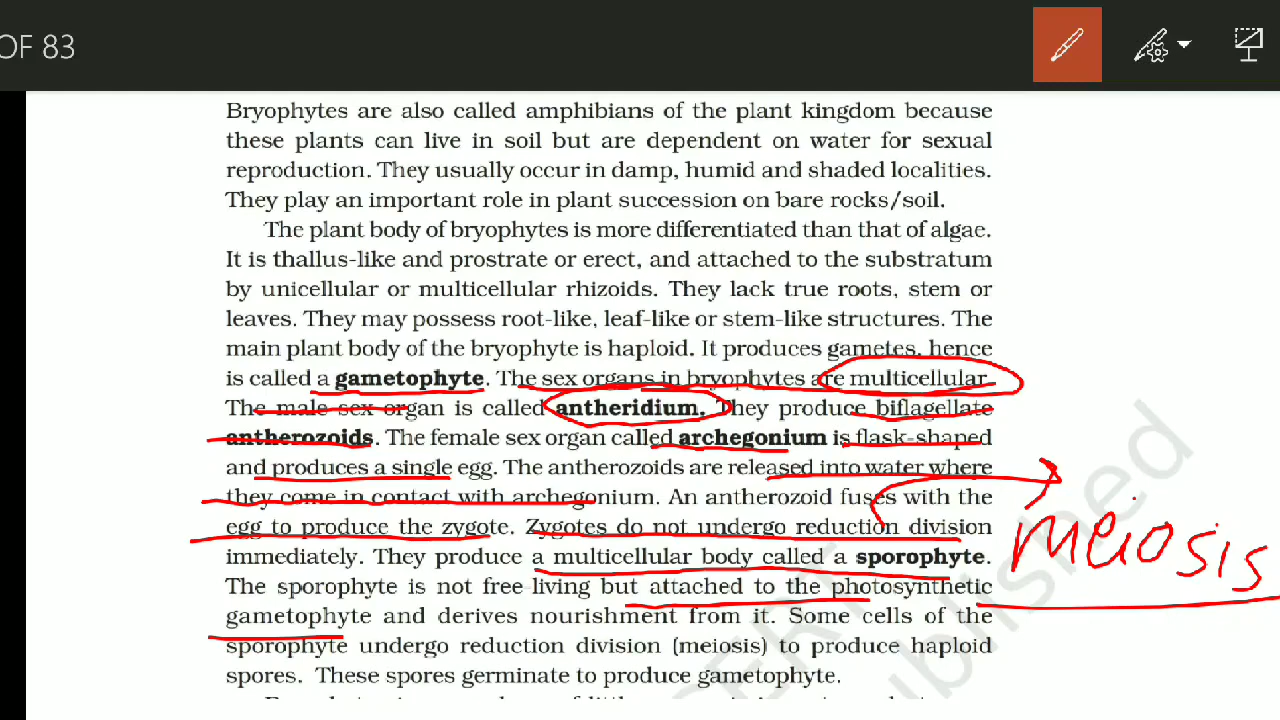 OF 83
Bryophytes are also called amphibians of the plant kingdom because
these plants can live in soil but are dependent on water for sexual
reproduction. They usually occur in damp, humid and shaded localities.
They play an important role in plant succession on bare rocks/soil.
The plant body of bryophytes is more differentiated than that of algae.
It is thallus-like and prostrate or erect, and attached to the substratum
by unicellular or multicellular rhizoids. They lack true roots, stem or
leaves. They may possess root-like, leaf-like or stem-like structures. The
main plant body of the bryophyte is haploid. It produces gametes, hence
is called a gametophyte. The sex organs in bryophytes are multicellular.
The male sex organ is called antheridium. They produce biflagellate
antherozoids. The female sex organ called archegonium is flask-shaped
and produces a single egg. The antherozoids are released into water where
they come in contact with archegonium. An antherozoid fuses with the
egg to produce the zygote. Zygotes do not undergo reduction division
immediately. They produce a multicellular body called a sporophyte.
The sporophyte is not free-living but attached to the photosynthetic
gametophyte and derives nourishment from it. Some cells of the
sporophyte undergo reduction division (meiosis) to produce haploid
spores. These spores germinate to produce gametophyte.
meiosis